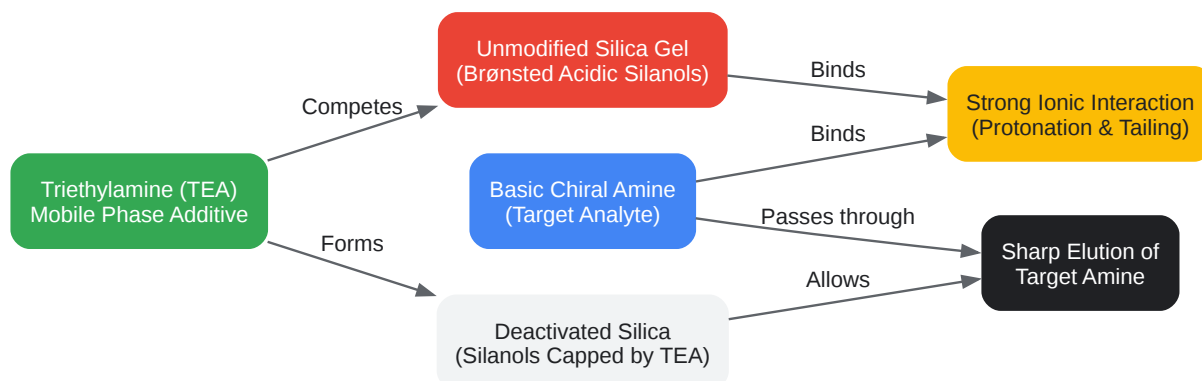 Unmodified Silica Gel
(Brønsted Acidic Silanols)
Binds
Competes
Strong Ionic Interaction
(Protonation & Tailing)
Binds
Triethylamine (TEA)
Mobile Phase Additive
Basic Chiral Amine
(Target Analyte)
Passes through
Forms
Sharp Elution of
Target Amine
Allows
Deactivated Silica
(Silanols Capped by TEA)